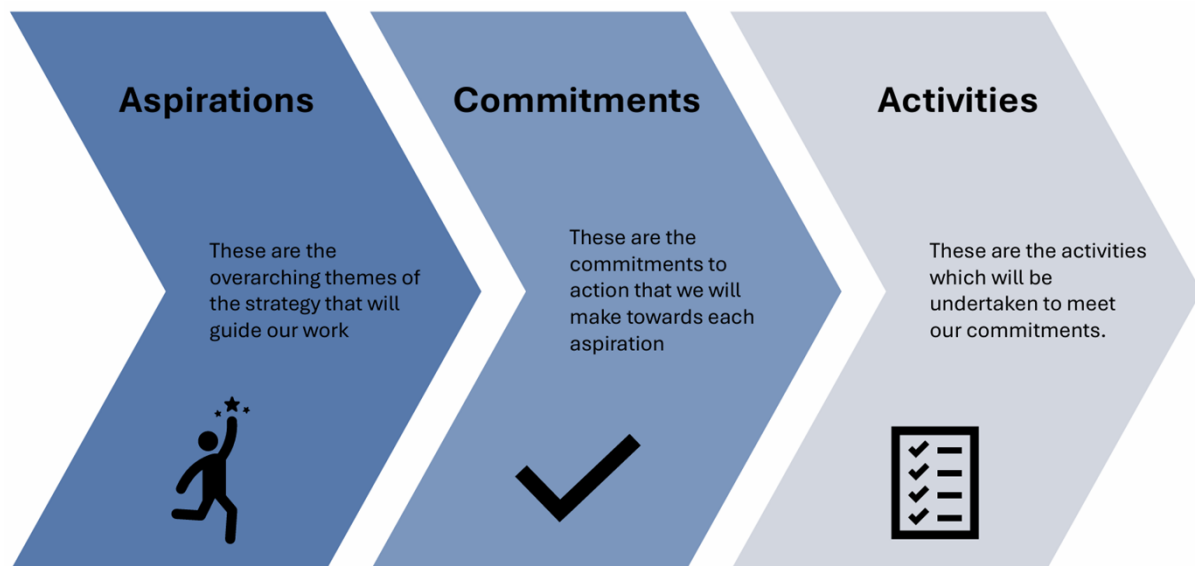 Aspirations
These are the
overarching themes of
the strategy that will
guide our work
Commitments
These are the
commitments to
action that we will
make towards each
aspiration
Activities
These are the activities
which will be
undertaken to meet
our commitments.